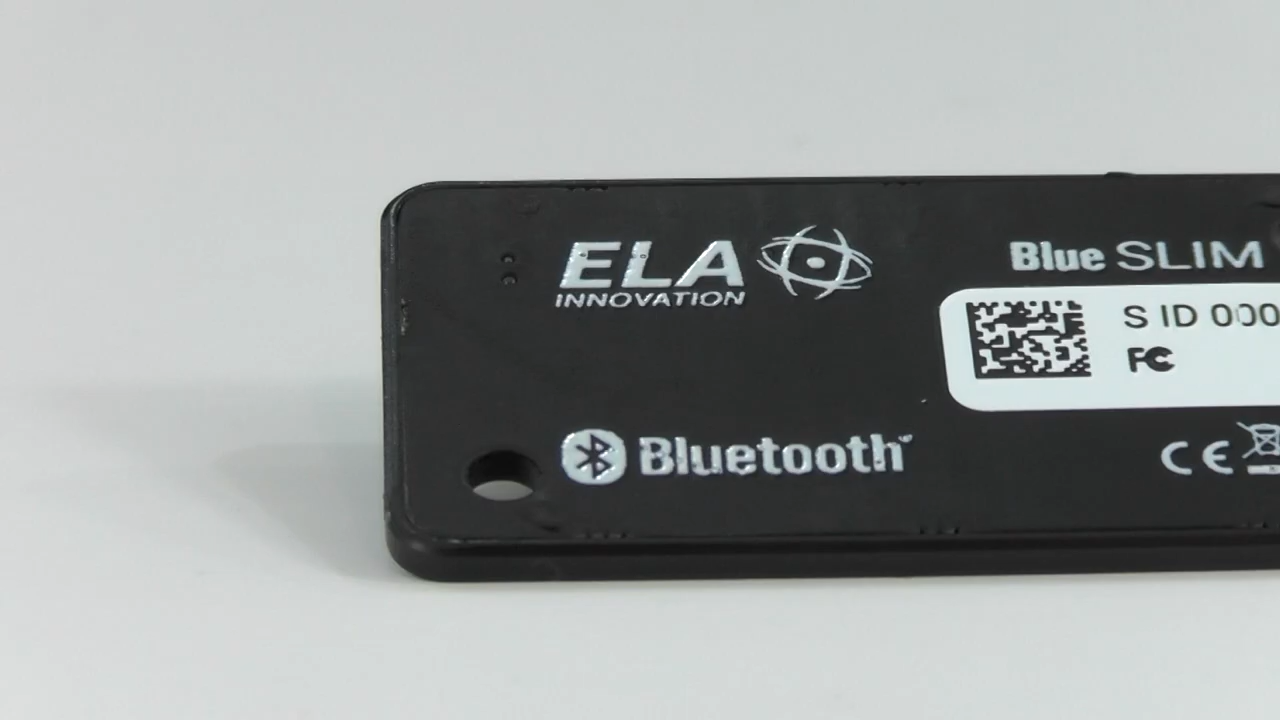 ELA
INNOVATION
Blue SLIM
S ID 000
FC
Bluetooth
CE